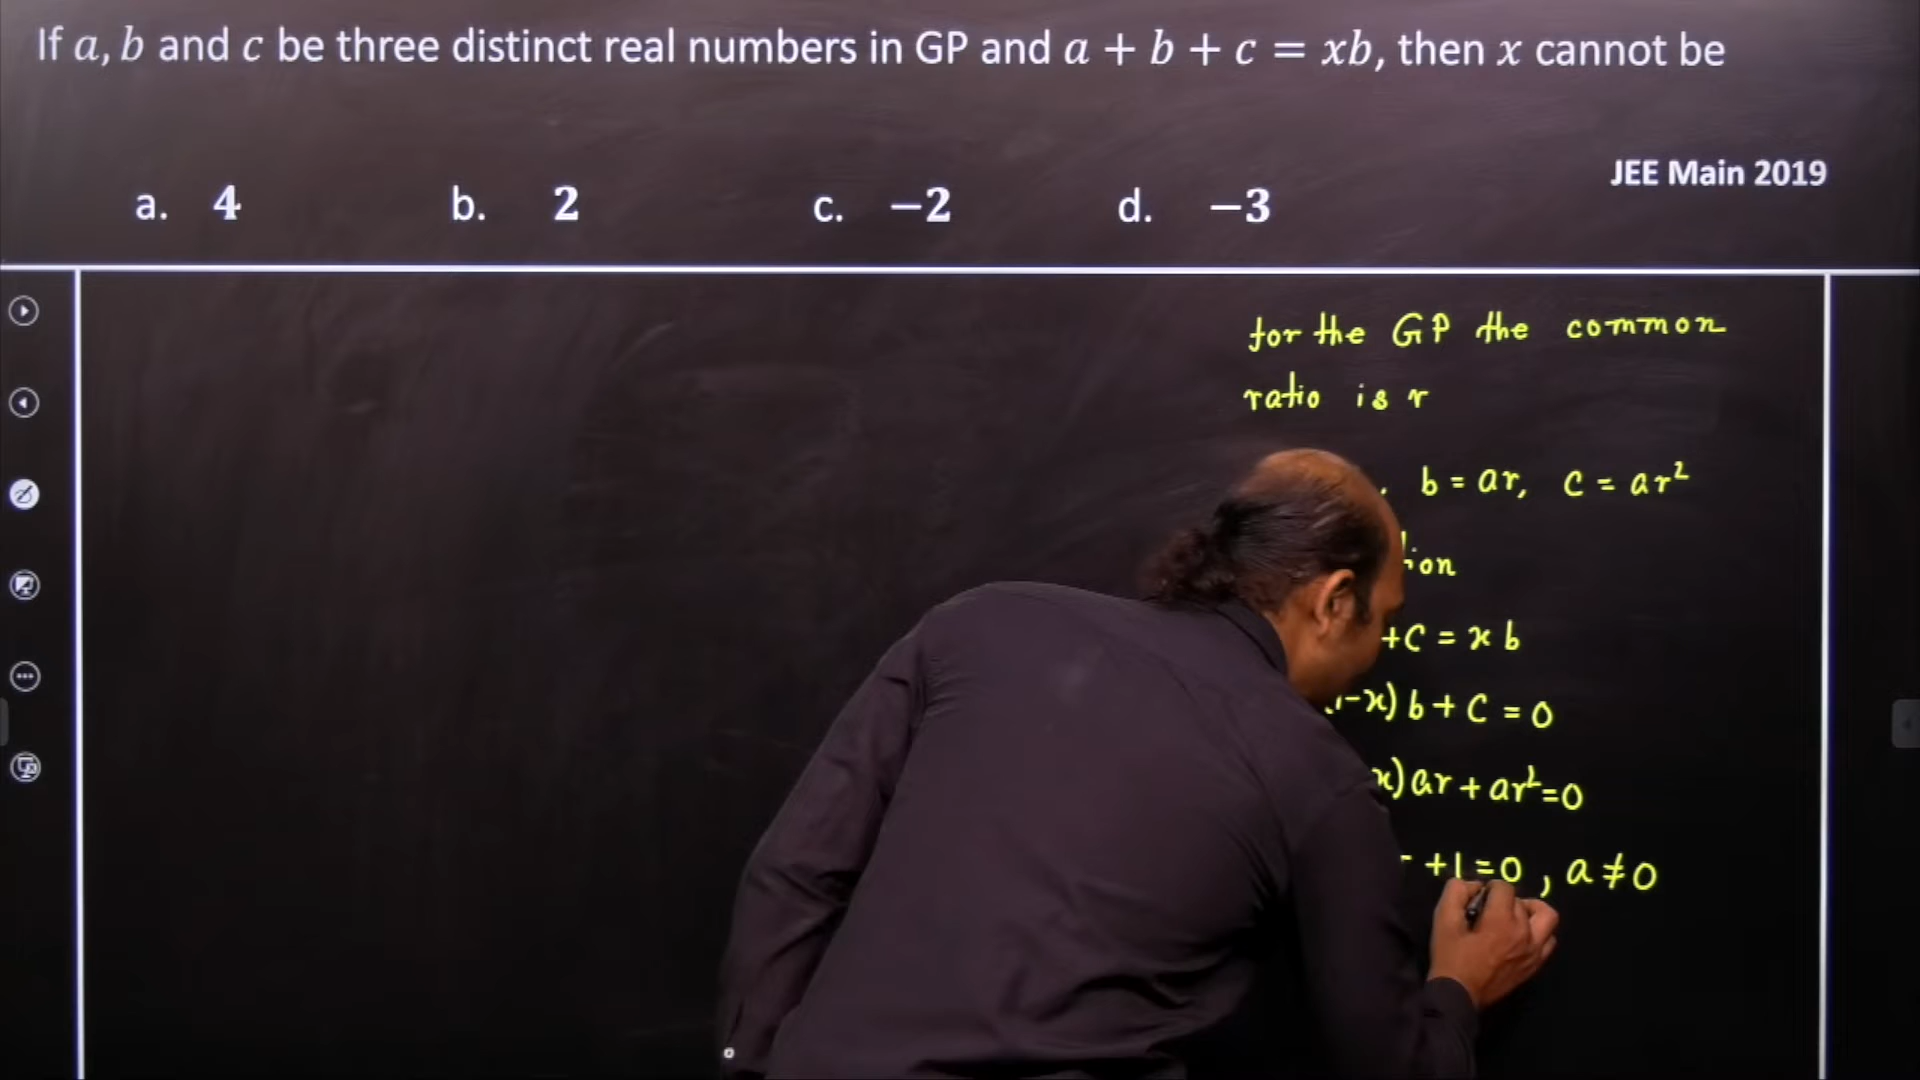 If a, b and c be three distinct real numbers in GP and a + b + c = xb, then x cannot be
JEE Main 2019
a. 4 b. 2 c. −2 d. −3
for the GP the common
ratio is r
b = ar, c = ar²
+c = x b
-x) b + c = 0
x) ar + ar² = 0
+1 = 0, a ≠ 0